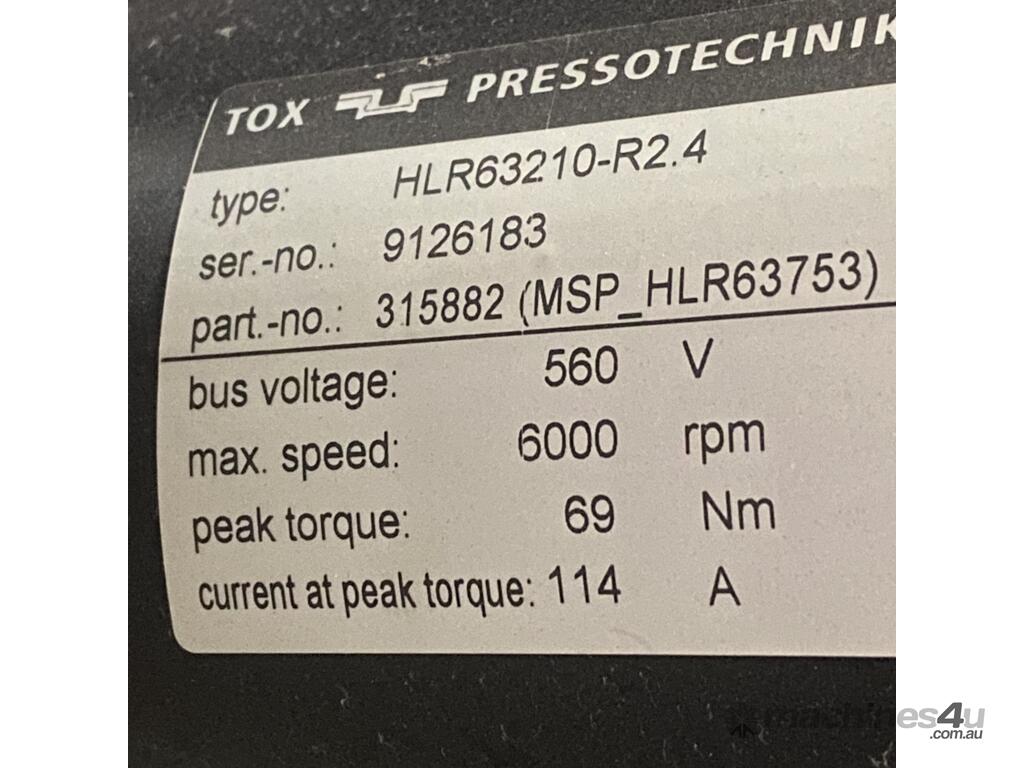 TOX PRESSOTECHNIK
type: HLR63210-R2.4
ser.-no.: 9126183
part.-no.: 315882 (MSP_HLR63753)
bus voltage: 560 V
max. speed: 6000 rpm
peak torque: 69 Nm
current at peak torque: 114 A
machines4u
.com.au